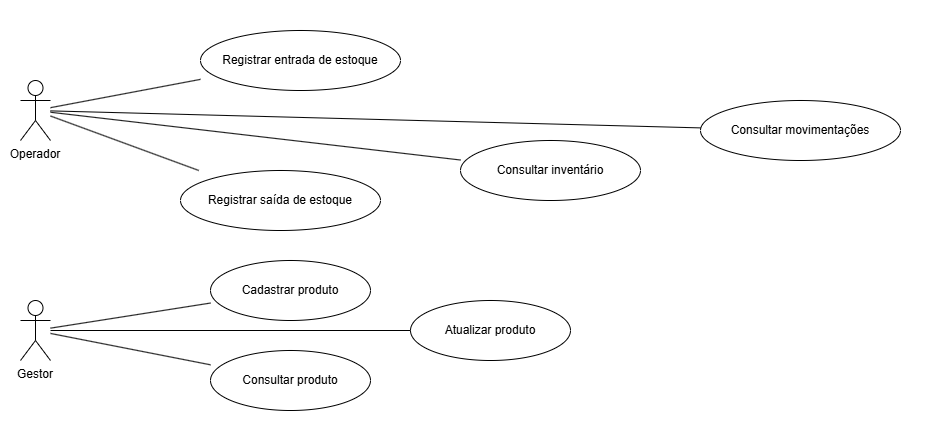 Registrar entrada de estoque
Operador
Consultar movimentações
Consultar inventário
Registrar saída de estoque
Cadastrar produto
Atualizar produto
Gestor
Consultar produto